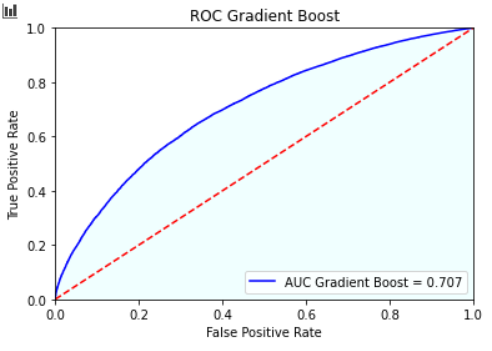 ROC Gradient Boost
1.0
0.8
0.6
0.4
0.2
0.0
True Positive Rate
AUC Gradient Boost = 0.707
0.0 0.2 0.4 0.6 0.8 1.0
False Positive Rate